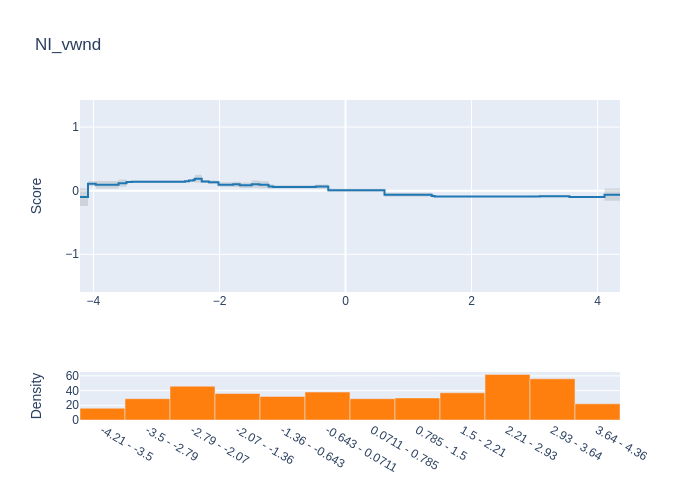 NI_vwnd
Score
1
0
−1
−4
−2
0
2
4
Density
60
40
20
0
-4.21 - -3.5
-3.5 - -2.79
-2.79 - -2.07
-2.07 - -1.36
-1.36 - -0.643
-0.643 - 0.0711
0.0711 - 0.785
0.785 - 1.5
1.5 - 2.21
2.21 - 2.93
2.93 - 3.64
3.64 - 4.36